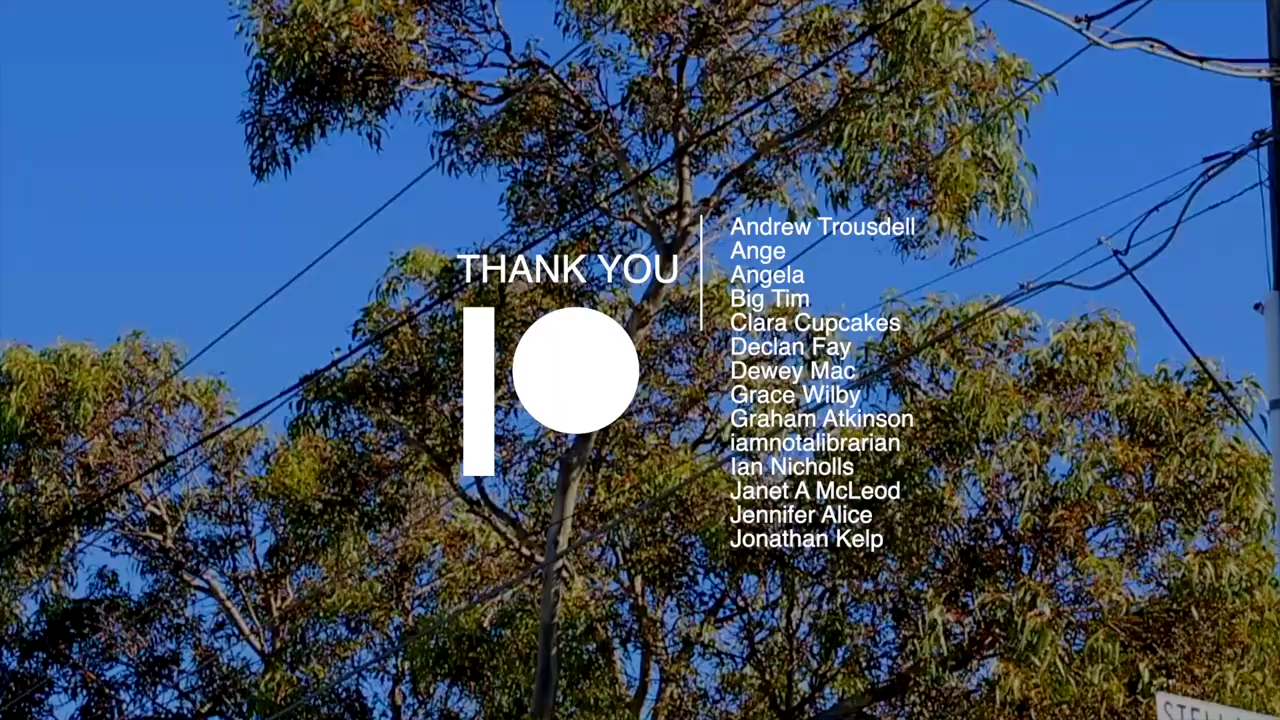 THANK YOU
Andrew Trousdell
Ange
Angela
Big Tim
Clara Cupcakes
Declan Fay
Dewey Mac
Grace Wilby
Graham Atkinson
iamnotalibrarian
Ian Nicholls
Janet A McLeod
Jennifer Alice
Jonathan Kelp